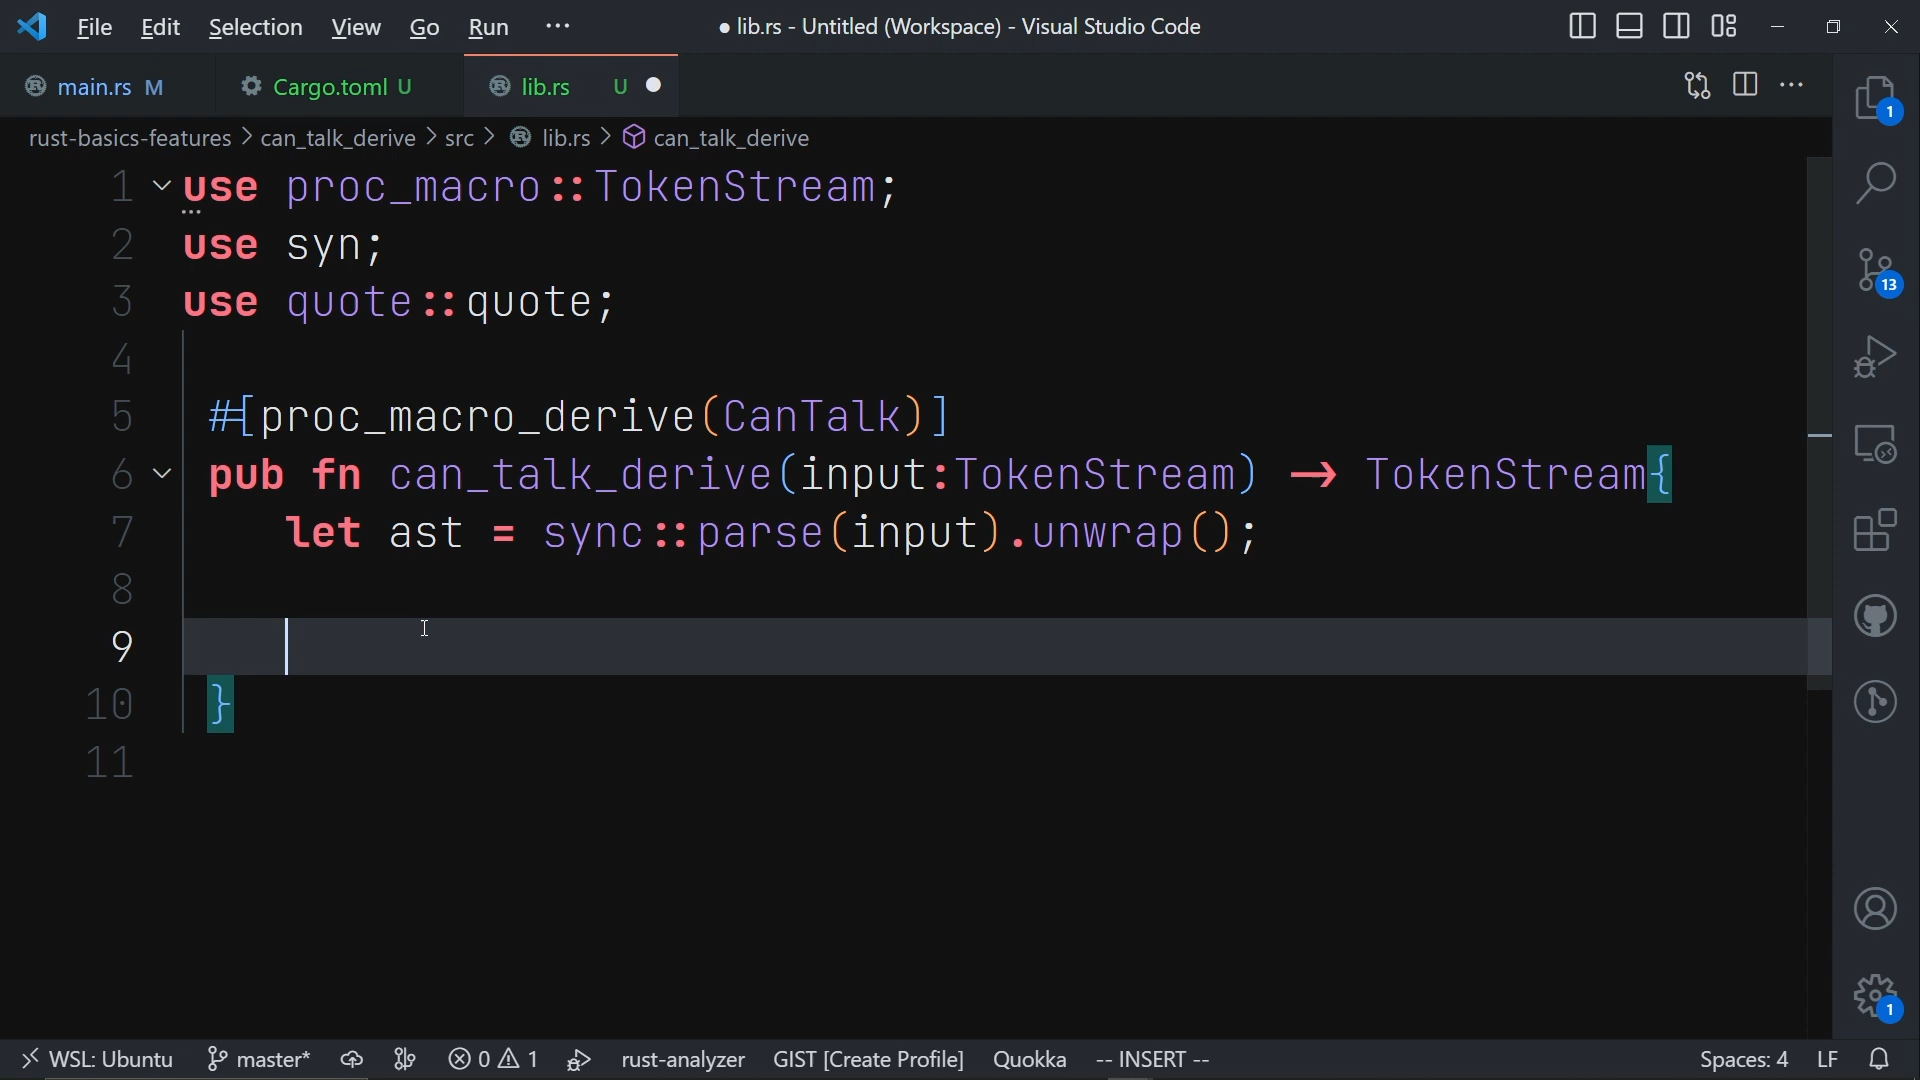 File Edit Selection View Go Run ··· ● lib.rs - Untitled (Workspace) - Visual Studio Code
main.rs M Cargo.toml U lib.rs U
rust-basics-features > can_talk_derive > src > lib.rs > can_talk_derive
1 use proc_macro::TokenStream;
2 use syn;
3 use quote::quote;
4
5 #[proc_macro_derive(CanTalk)]
6 pub fn can_talk_derive(input:TokenStream) -> TokenStream{
7 let ast = sync::parse(input).unwrap();
8
9
10 }
11
1
13
1
WSL: Ubuntu master* 0 1 rust-analyzer GIST [Create Profile] Quokka -- INSERT -- Spaces: 4 LF